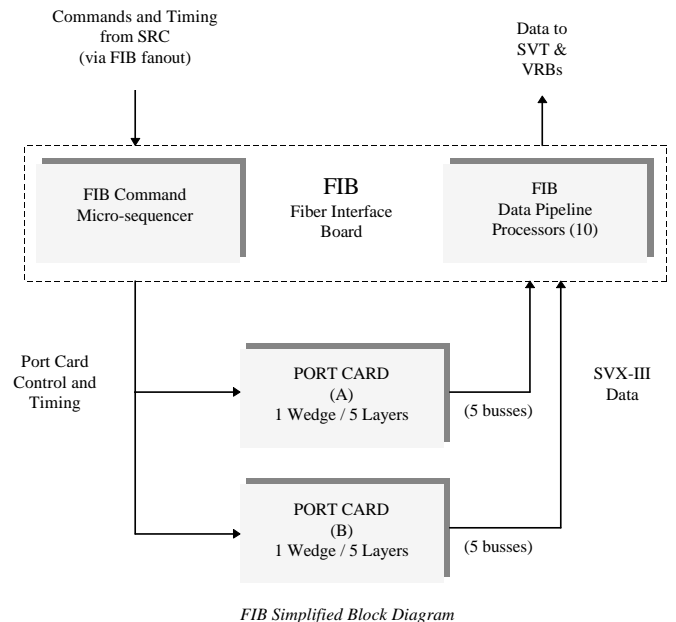 Commands and Timing
from SRC
(via FIB fanout)
Data to
SVT &
VRBs
FIB Command
Micro-sequencer
FIB
Fiber Interface
Board
FIB
Data Pipeline
Processors (10)
Port Card
Control and
Timing
PORT CARD
(A)
1 Wedge / 5 Layers
(5 busses)
SVX-III
Data
PORT CARD
(B)
1 Wedge / 5 Layers
(5 busses)
FIB Simplified Block Diagram